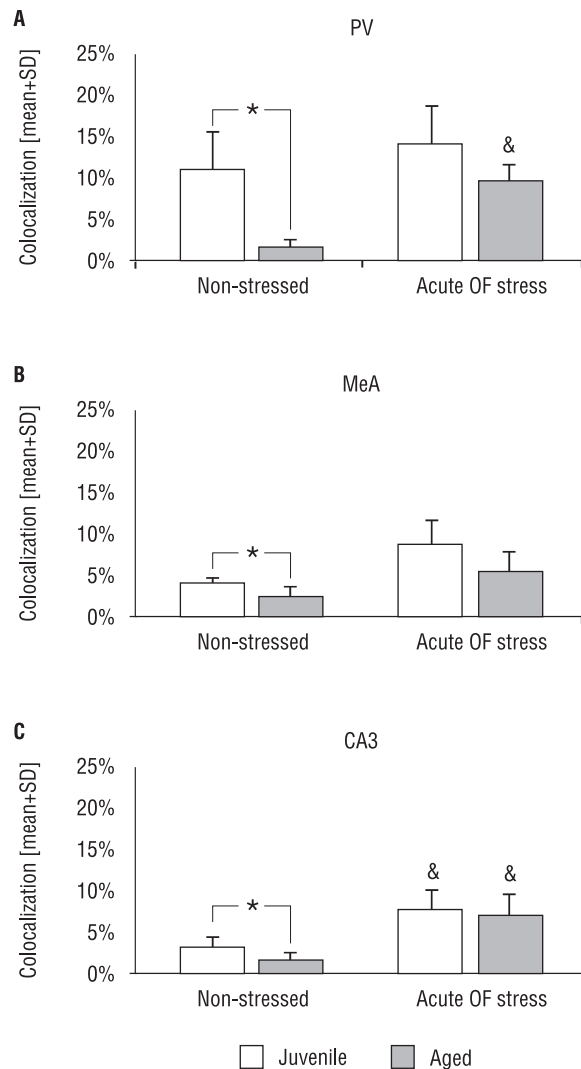 A
PV
Colocalization [mean+SD]
25%
20%
15%
10%
5%
0%
*
&
Non-stressed
Acute OF stress
B
MeA
Colocalization [mean+SD]
25%
20%
15%
10%
5%
0%
*
Non-stressed
Acute OF stress
C
CA3
Colocalization [mean+SD]
25%
20%
15%
10%
5%
0%
*
&
&
Non-stressed
Acute OF stress
Juvenile
Aged